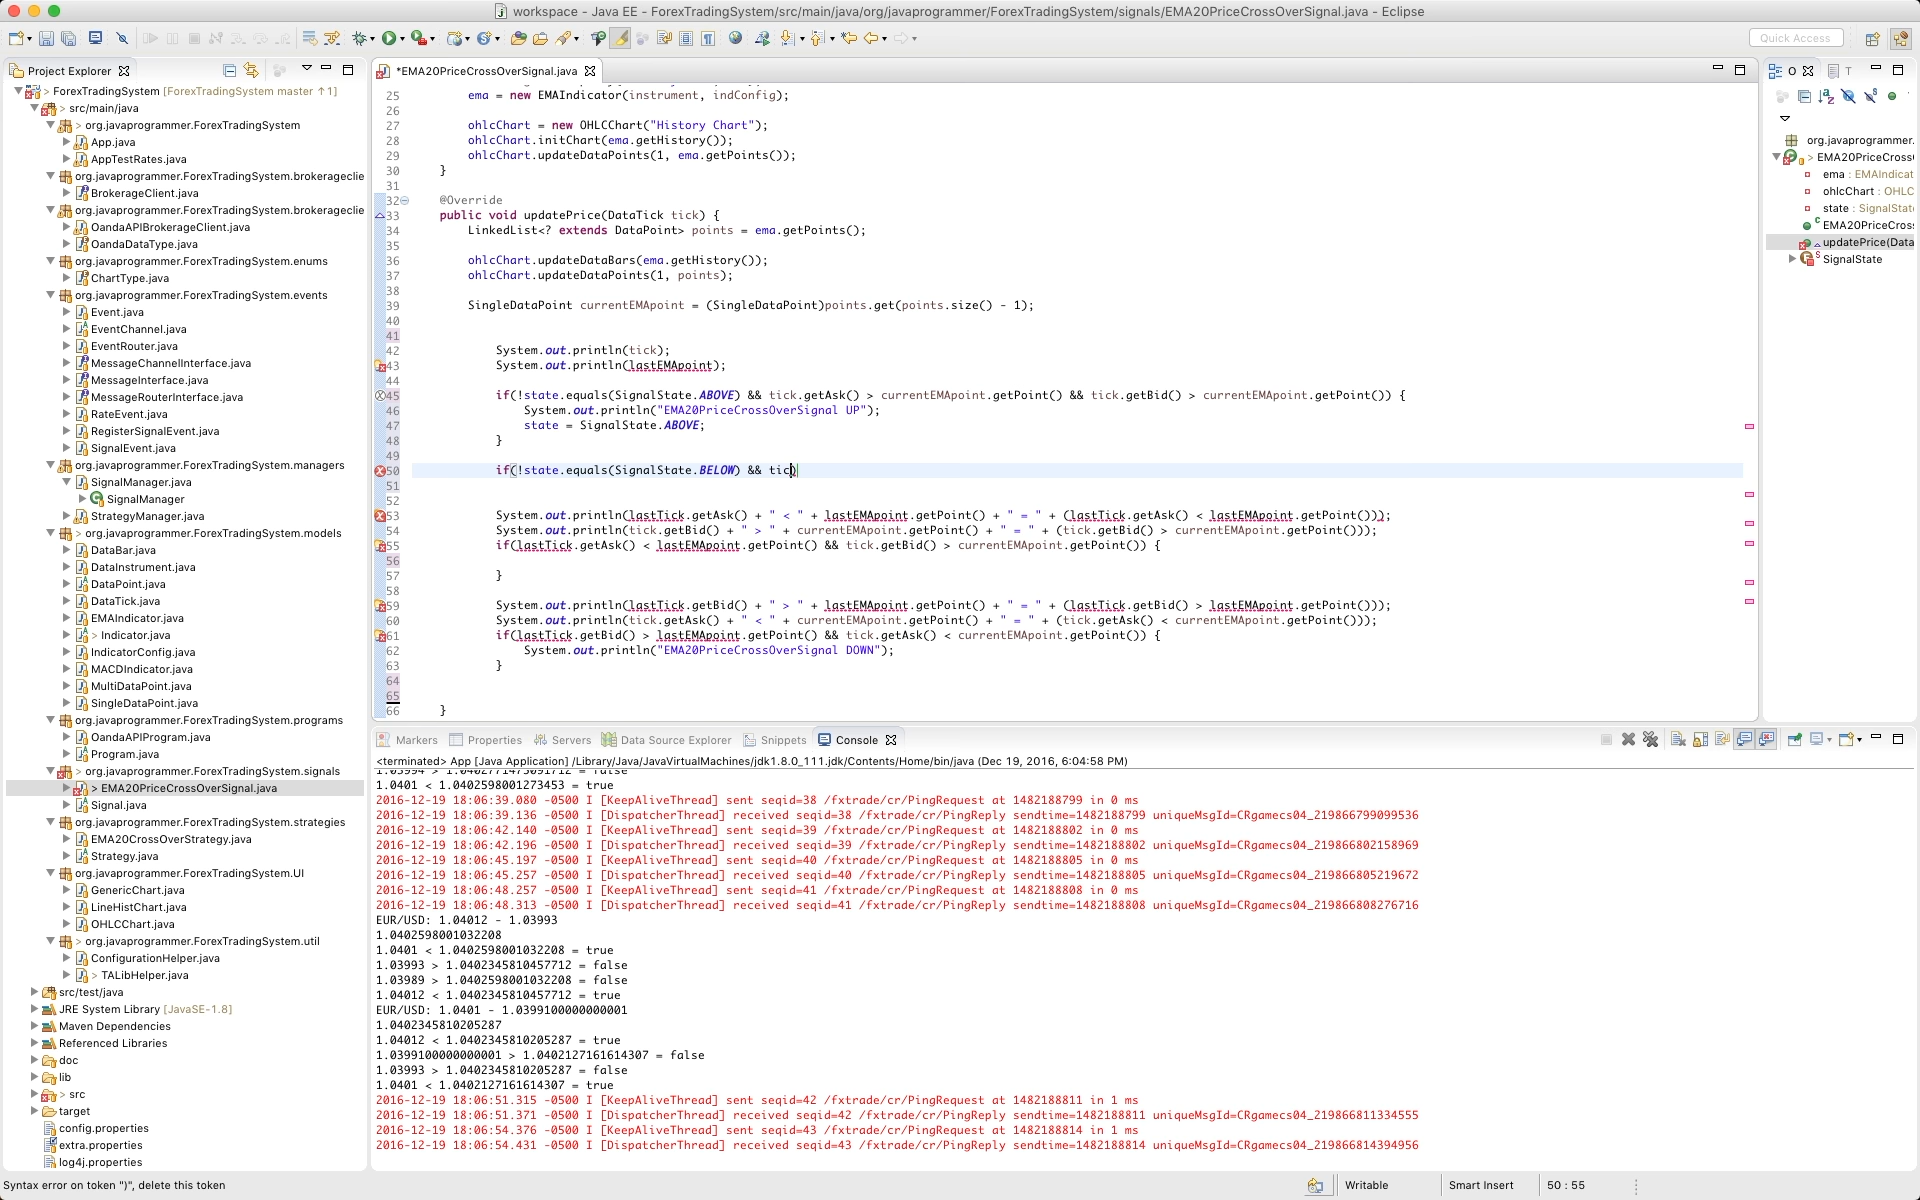 workspace - Java EE - ForexTradingSystem/src/main/java/org/javaprogrammer/ForexTradingSystem/signals/EMA20PriceCrossOverSignal.java - Eclipse
Quick Access
Project Explorer
> ForexTradingSystem [ForexTradingSystem master ↑1]
> src/main/java
> org.javaprogrammer.ForexTradingSystem
App.java
AppTestRates.java
org.javaprogrammer.ForexTradingSystem.brokerageclie
BrokerageClient.java
org.javaprogrammer.ForexTradingSystem.brokerageclie
OandaAPIBrokerageClient.java
OandaDataType.java
org.javaprogrammer.ForexTradingSystem.enums
ChartType.java
org.javaprogrammer.ForexTradingSystem.events
Event.java
EventChannel.java
EventRouter.java
MessageChannelInterface.java
MessageInterface.java
MessageRouterInterface.java
RateEvent.java
RegisterSignalEvent.java
SignalEvent.java
org.javaprogrammer.ForexTradingSystem.managers
SignalManager.java
SignalManager
StrategyManager.java
> org.javaprogrammer.ForexTradingSystem.models
DataBar.java
DataInstrument.java
DataPoint.java
DataTick.java
EMAIndicator.java
> Indicator.java
IndicatorConfig.java
MACDIndicator.java
MultiDataPoint.java
SingleDataPoint.java
org.javaprogrammer.ForexTradingSystem.programs
OandaAPIProgram.java
Program.java
> org.javaprogrammer.ForexTradingSystem.signals
> EMA20PriceCrossOverSignal.java
Signal.java
org.javaprogrammer.ForexTradingSystem.strategies
EMA20CrossOverStrategy.java
Strategy.java
org.javaprogrammer.ForexTradingSystem.UI
GenericChart.java
LineHistChart.java
OHLCChart.java
> org.javaprogrammer.ForexTradingSystem.util
ConfigurationHelper.java
> TALibHelper.java
src/test/java
JRE System Library [JavaSE-1.8]
Maven Dependencies
Referenced Libraries
doc
lib
> src
target
config.properties
extra.properties
log4j.properties
*EMA20PriceCrossOverSignal.java
25 ema = new EMAIndicator(instrument, indConfig);
26
27 ohlcChart = new OHLCChart("History Chart");
28 ohlcChart.initChart(ema.getHistory());
29 ohlcChart.updateDataPoints(1, ema.getPoints());
30 }
31
32 @Override
33 public void updatePrice(DataTick tick) {
34 LinkedList<? extends DataPoint> points = ema.getPoints();
35
36 ohlcChart.updateDataBars(ema.getHistory());
37 ohlcChart.updateDataPoints(1, points);
38
39 SingleDataPoint currentEMApoint = (SingleDataPoint)points.get(points.size() - 1);
40
41
42 System.out.println(tick);
43 System.out.println(lastEMApoint);
44
45 if(!state.equals(SignalState.ABOVE) && tick.getAsk() > currentEMApoint.getPoint() && tick.getBid() > currentEMApoint.getPoint()) {
46 System.out.println("EMA20PriceCrossOverSignal UP");
47 state = SignalState.ABOVE;
48 }
49
50 if(!state.equals(SignalState.BELOW) && tic)
51
52
53 System.out.println(lastTick.getAsk() + " < " + lastEMApoint.getPoint() + " = " + (lastTick.getAsk() < lastEMApoint.getPoint()));
54 System.out.println(tick.getBid() + " > " + currentEMApoint.getPoint() + " = " + (tick.getBid() > currentEMApoint.getPoint()));
55 if(lastTick.getAsk() < lastEMApoint.getPoint() && tick.getBid() > currentEMApoint.getPoint()) {
56
57 }
58
59 System.out.println(lastTick.getBid() + " > " + lastEMApoint.getPoint() + " = " + (lastTick.getBid() > lastEMApoint.getPoint()));
60 System.out.println(tick.getAsk() + " < " + currentEMApoint.getPoint() + " = " + (tick.getAsk() < currentEMApoint.getPoint()));
61 if(lastTick.getBid() > lastEMApoint.getPoint() && tick.getAsk() < currentEMApoint.getPoint()) {
62 System.out.println("EMA20PriceCrossOverSignal DOWN");
63 }
64
65
66 }
O
T
org.javaprogrammer.
> EMA20PriceCross
ema : EMAIndicat
ohlcChart : OHLC
state : SignalStat
EMA20PriceCros
updatePrice(Data
SignalState
Markers Properties Servers Data Source Explorer Snippets Console
<terminated> App [Java Application] /Library/Java/JavaVirtualMachines/jdk1.8.0_111.jdk/Contents/Home/bin/java (Dec 19, 2016, 6:04:58 PM)
1.0401 < 1.0402598001273453 = true
2016-12-19 18:06:39.080 -0500 I [KeepAliveThread] sent seqid=38 /fxtrade/cr/PingRequest at 1482188799 in 0 ms
2016-12-19 18:06:39.136 -0500 I [DispatcherThread] received seqid=38 /fxtrade/cr/PingReply sendtime=1482188799 uniqueMsgId=CRgamecs04_219866799099536
2016-12-19 18:06:42.140 -0500 I [KeepAliveThread] sent seqid=39 /fxtrade/cr/PingRequest at 1482188802 in 0 ms
2016-12-19 18:06:42.196 -0500 I [DispatcherThread] received seqid=39 /fxtrade/cr/PingReply sendtime=1482188802 uniqueMsgId=CRgamecs04_219866802158969
2016-12-19 18:06:45.197 -0500 I [KeepAliveThread] sent seqid=40 /fxtrade/cr/PingRequest at 1482188805 in 0 ms
2016-12-19 18:06:45.257 -0500 I [DispatcherThread] received seqid=40 /fxtrade/cr/PingReply sendtime=1482188805 uniqueMsgId=CRgamecs04_219866805219672
2016-12-19 18:06:48.257 -0500 I [KeepAliveThread] sent seqid=41 /fxtrade/cr/PingRequest at 1482188808 in 0 ms
2016-12-19 18:06:48.313 -0500 I [DispatcherThread] received seqid=41 /fxtrade/cr/PingReply sendtime=1482188808 uniqueMsgId=CRgamecs04_219866808276716
EUR/USD: 1.04012 - 1.03993
1.0402598001032208
1.0401 < 1.0402598001032208 = true
1.03993 > 1.0402345810457712 = false
1.03989 > 1.0402598001032208 = false
1.04012 < 1.0402345810457712 = true
EUR/USD: 1.0401 - 1.0399100000000001
1.0402345810205287
1.04012 < 1.0402345810205287 = true
1.0399100000000001 > 1.0402127161614307 = false
1.03993 > 1.0402345810205287 = false
1.0401 < 1.0402127161614307 = true
2016-12-19 18:06:51.315 -0500 I [KeepAliveThread] sent seqid=42 /fxtrade/cr/PingRequest at 1482188811 in 1 ms
2016-12-19 18:06:51.371 -0500 I [DispatcherThread] received seqid=42 /fxtrade/cr/PingReply sendtime=1482188811 uniqueMsgId=CRgamecs04_219866811334555
2016-12-19 18:06:54.376 -0500 I [KeepAliveThread] sent seqid=43 /fxtrade/cr/PingRequest at 1482188814 in 1 ms
2016-12-19 18:06:54.431 -0500 I [DispatcherThread] received seqid=43 /fxtrade/cr/PingReply sendtime=1482188814 uniqueMsgId=CRgamecs04_219866814394956
Syntax error on token ")", delete this token
Writable
Smart Insert
50 : 55